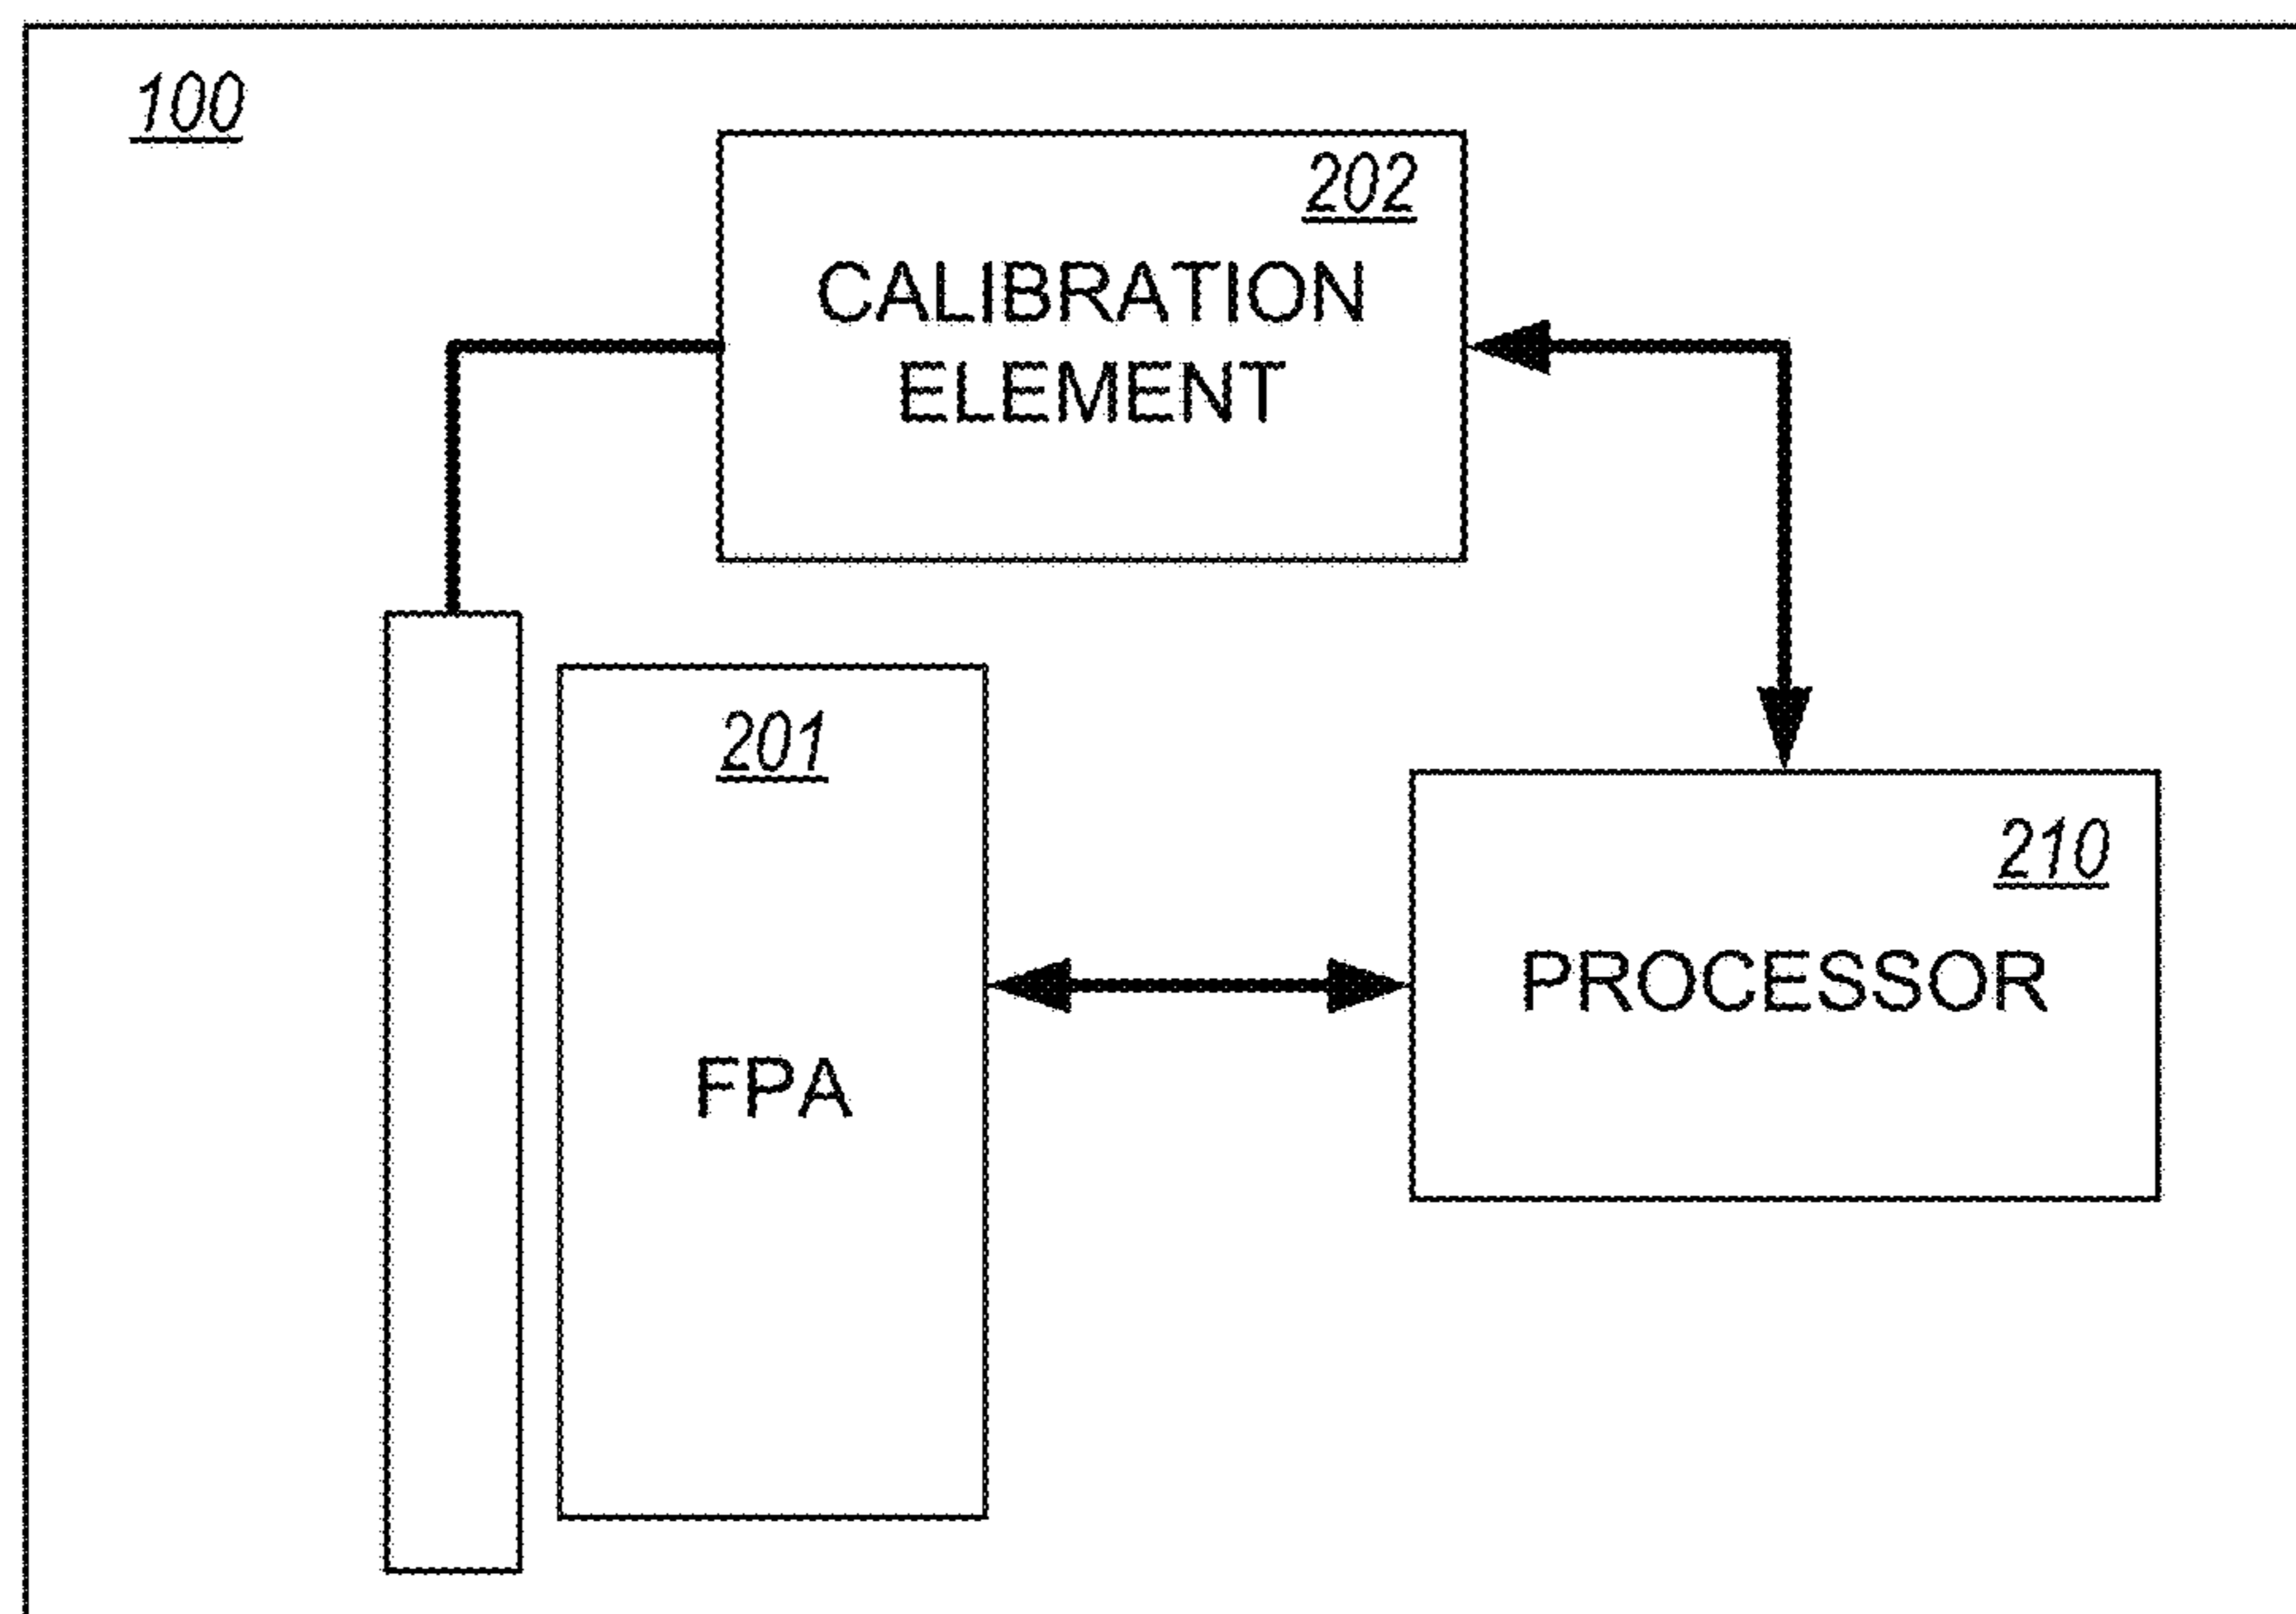 100
202
CALIBRATION
ELEMENT
201
FPA
210
PROCESSOR